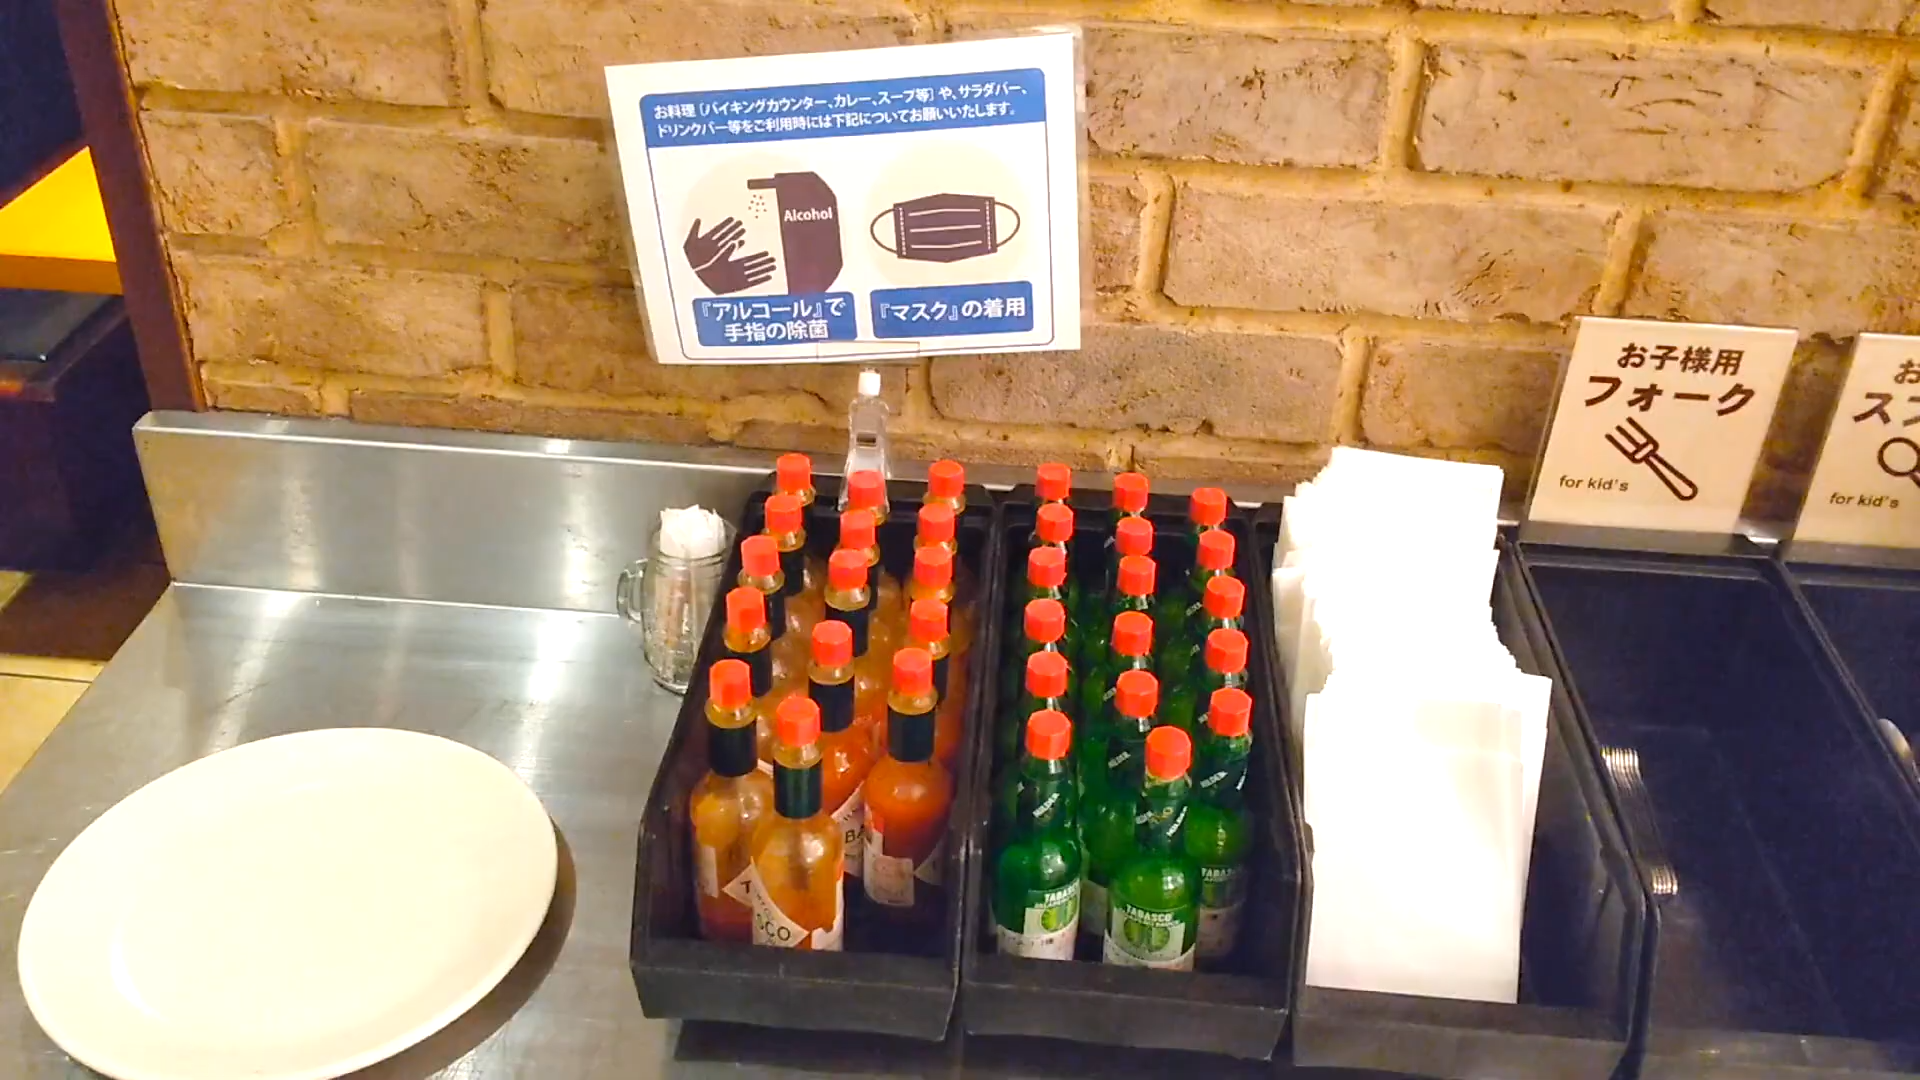 お料理〔バイキングカウンター、カレー、スープ等〕や、サラダバー、
ドリンクバー等をご利用時には下記についてお願いいたします。
Alcohol
『アルコール』で
手指の除菌
『マスク』の着用
お子様用
フォーク
for kid's
お
ス
for kid's
SCO
TABASCO
MILDER
TABASCO